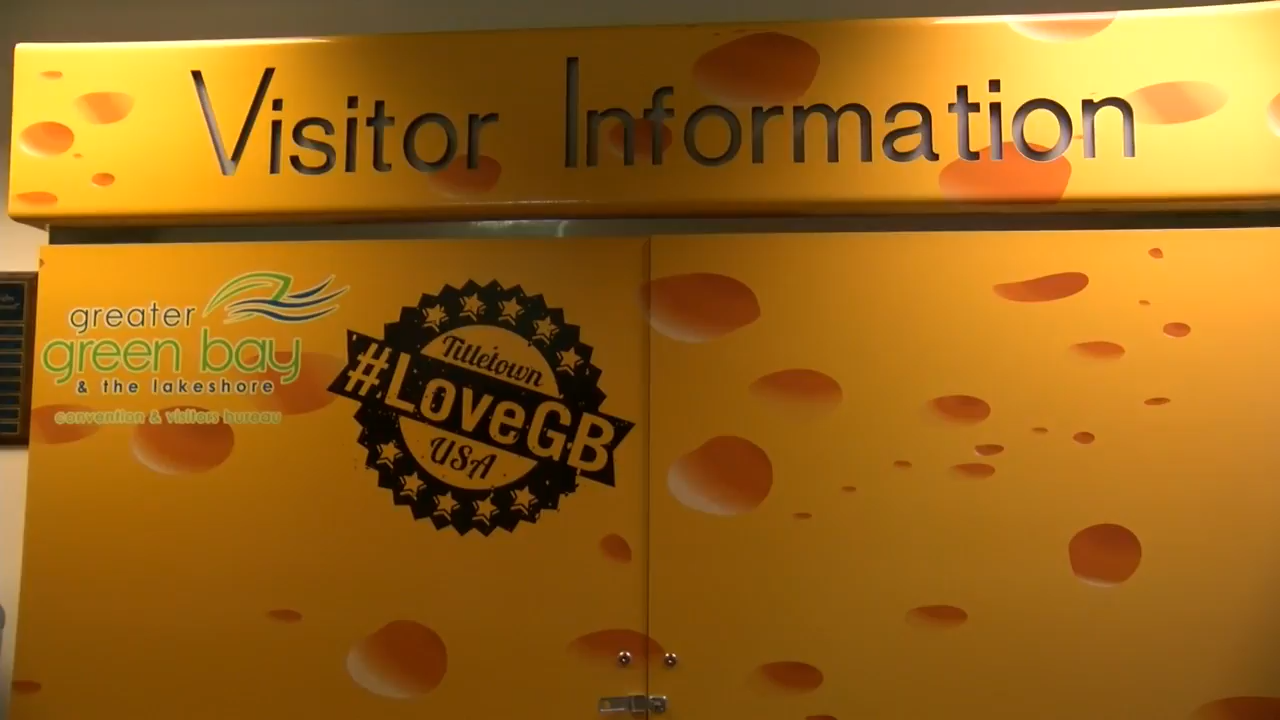 Visitor Information
greater
green bay
& the lakeshore
convention & visitors bureau
Titletown
#LoveGB
USA